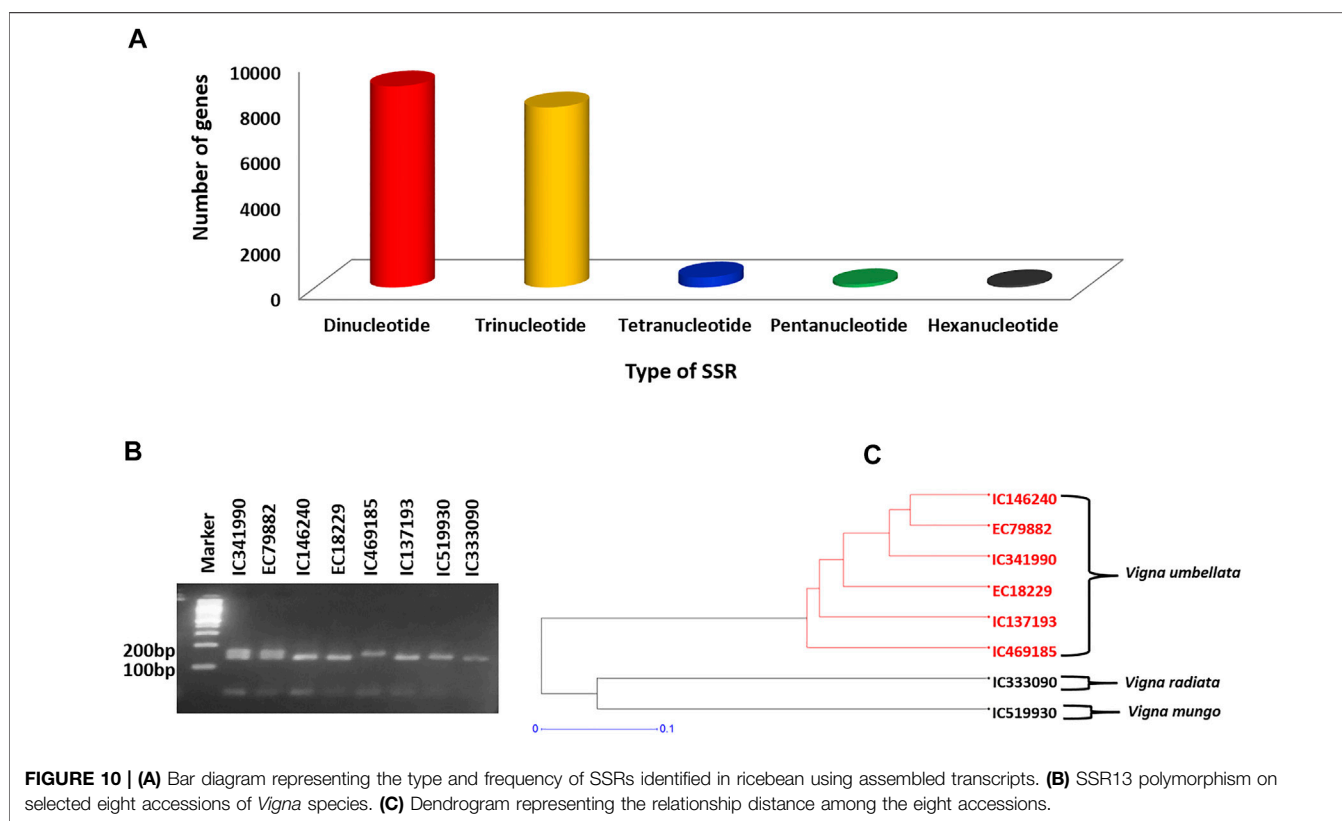 A
Number of genes
10000
8000
6000
4000
2000
0
Dinucleotide Trinucleotide Tetranucleotide Pentanucleotide Hexanucleotide
Type of SSR
B
Marker
IC341990
EC79882
IC146240
EC18229
IC469185
IC137193
IC519930
IC333090
200bp
100bp
C
IC146240
EC79882
IC341990
EC18229
IC137193
IC469185
IC333090
IC519930
Vigna umbellata
Vigna radiata
Vigna mungo
0 0.1
FIGURE 10 | (A) Bar diagram representing the type and frequency of SSRs identified in ricebean using assembled transcripts. (B) SSR13 polymorphism on
selected eight accessions of Vigna species. (C) Dendrogram representing the relationship distance among the eight accessions.